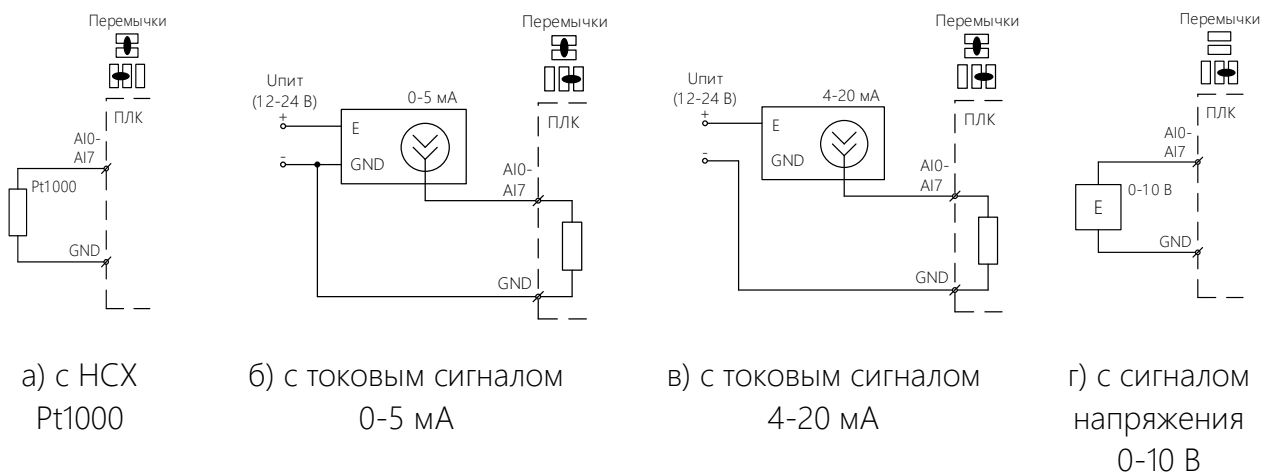 Перемычки
ПЛК
AI0-
AI7
Pt1000
GND
а) с НСХ
Pt1000
Перемычки
Uпит
(12-24 В)
+
-
0-5 мА
E
GND
ПЛК
AI0-
AI7
GND
б) с токовым сигналом
0-5 мА
Перемычки
Uпит
(12-24 В)
+
-
4-20 мА
E
GND
ПЛК
AI0-
AI7
GND
в) с токовым сигналом
4-20 мА
Перемычки
ПЛК
AI0-
AI7
0-10 В
E
GND
г) с сигналом
напряжения
0-10 В